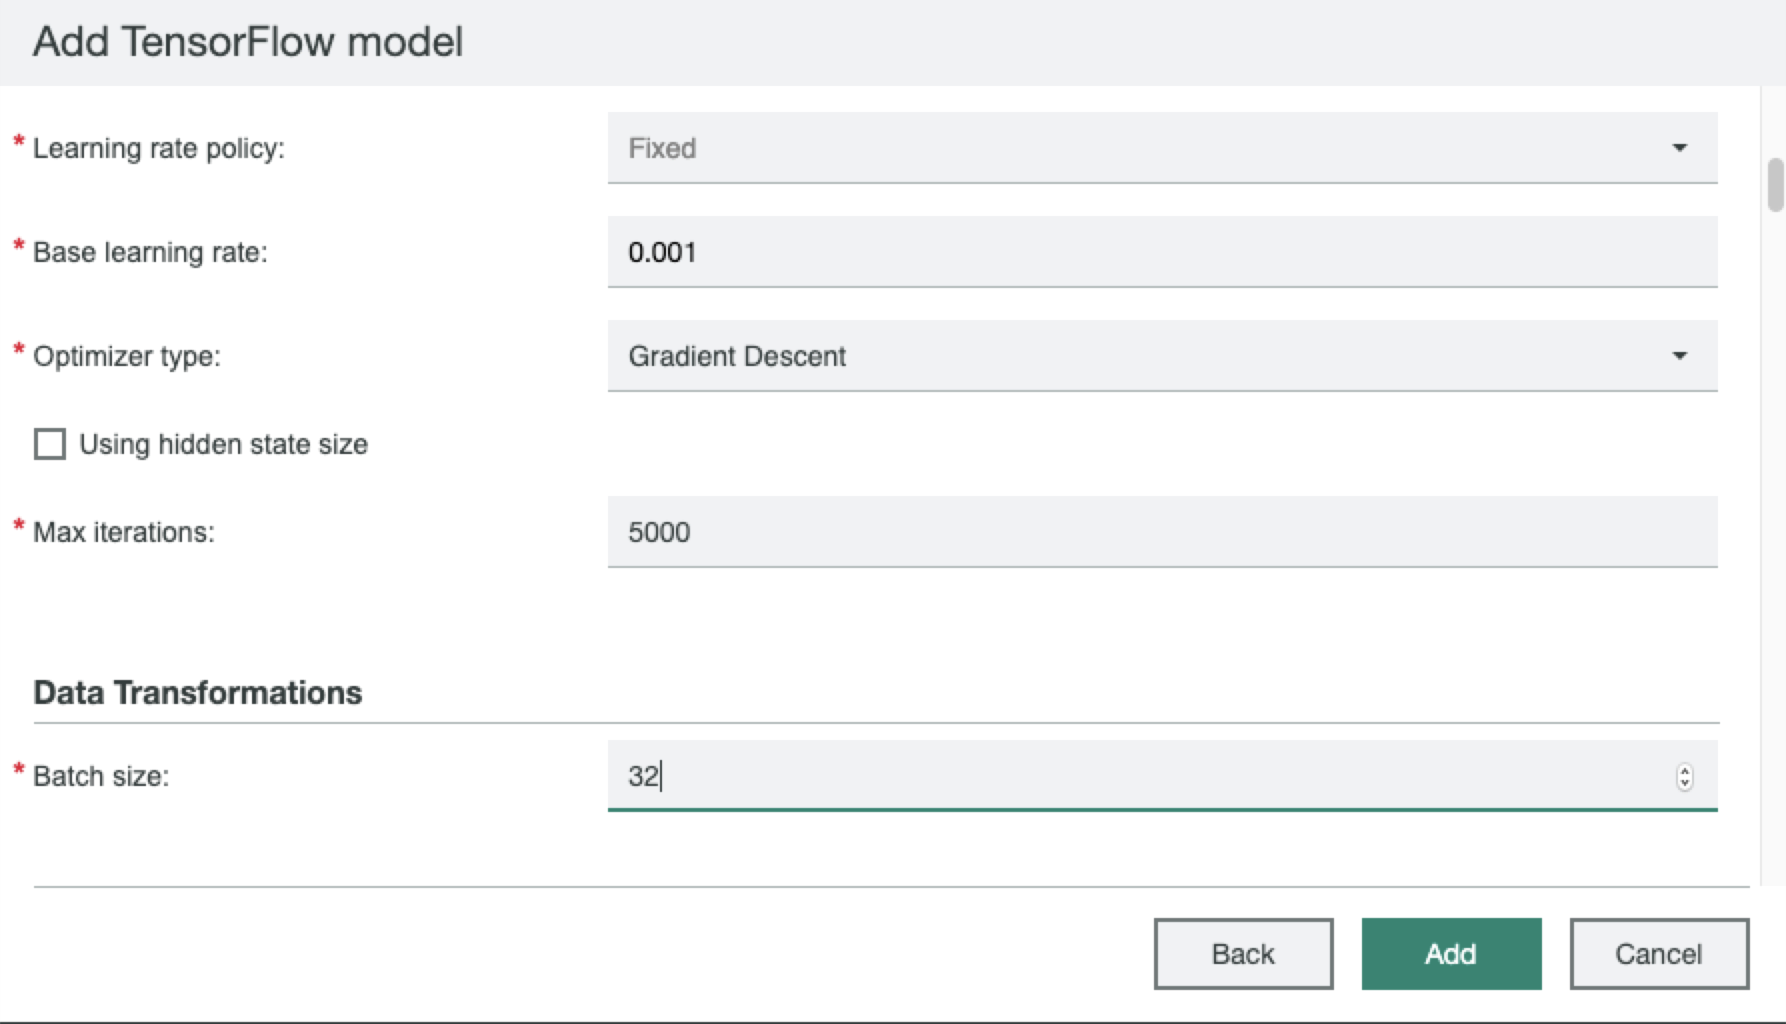 Add TensorFlow model
* Learning rate policy: Fixed
* Base learning rate: 0.001
* Optimizer type: Gradient Descent
Using hidden state size
* Max iterations: 5000
Data Transformations
* Batch size: 32
Back Add Cancel